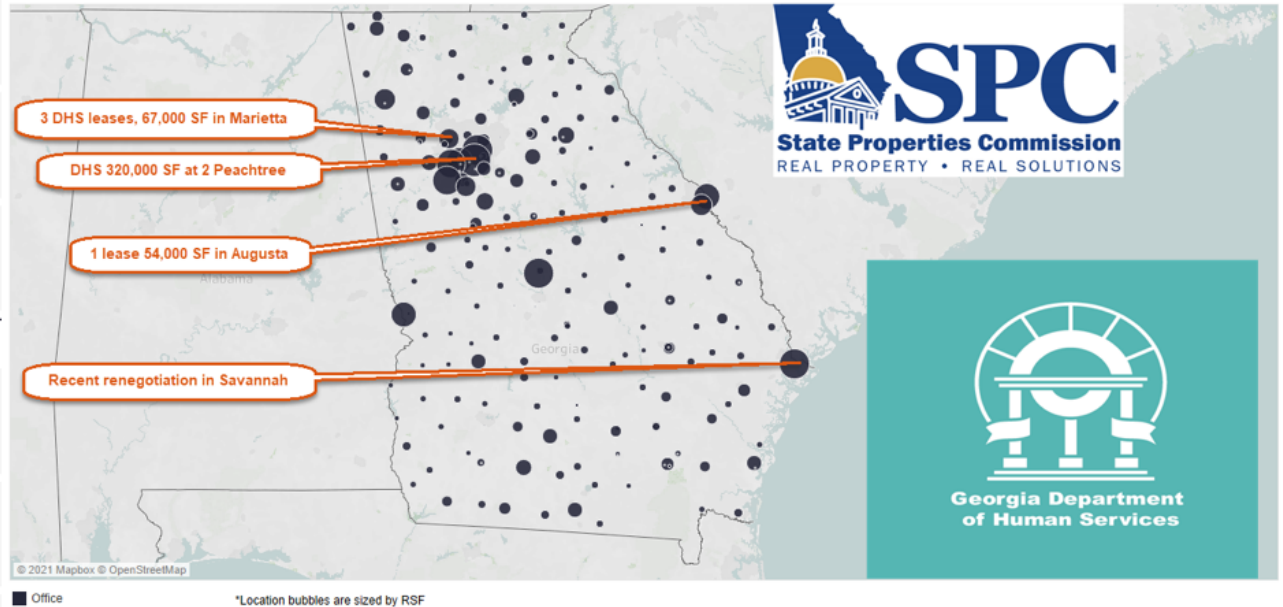 3 DHS leases, 67,000 SF in Marietta
DHS 320,000 SF at 2 Peachtree
1 lease 54,000 SF in Augusta
Recent renegotiation in Savannah
Alabama
Georgia
SPC
State Properties Commission
REAL PROPERTY • REAL SOLUTIONS
Georgia Department
of Human Services
© 2021 Mapbox © OpenStreetMap
Office
*Location bubbles are sized by RSF